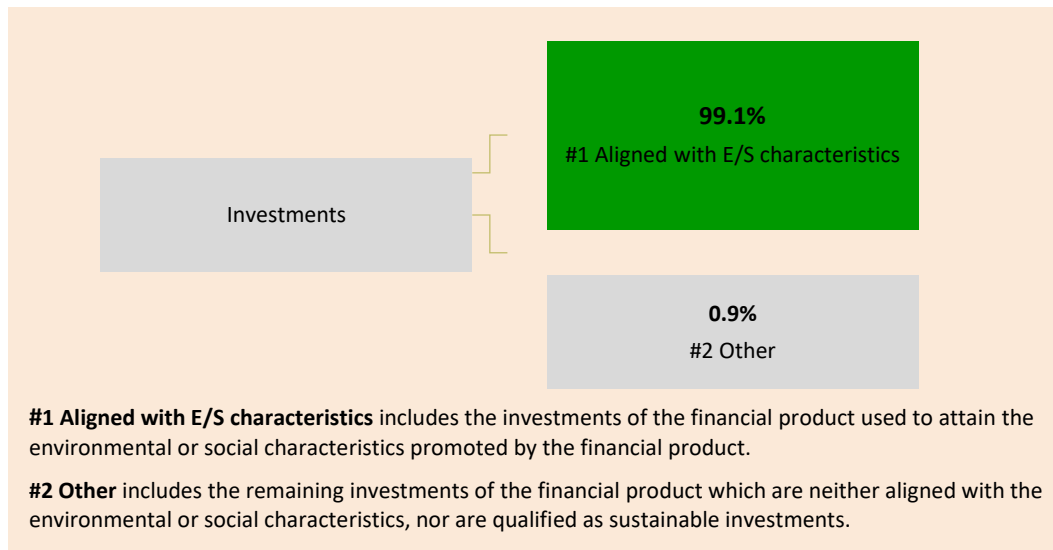 99.1%
#1 Aligned with E/S characteristics
Investments
0.9%
#2 Other
#1 Aligned with E/S characteristics includes the investments of the financial product used to attain the
environmental or social characteristics promoted by the financial product.
#2 Other includes the remaining investments of the financial product which are neither aligned with the
environmental or social characteristics, nor are qualified as sustainable investments.